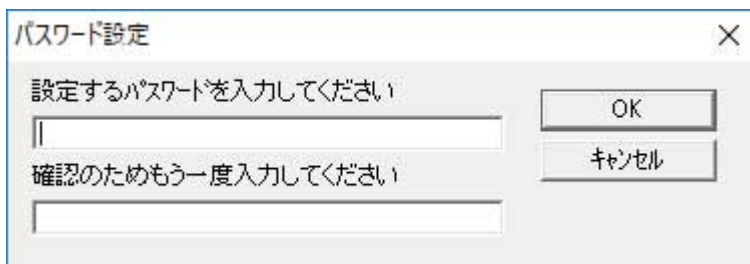 パスワード設定
設定するﾊﾟｽﾜｰﾄﾞを入力してください
OK
確認のためもう一度入力してください
ｷｬﾝｾﾙ